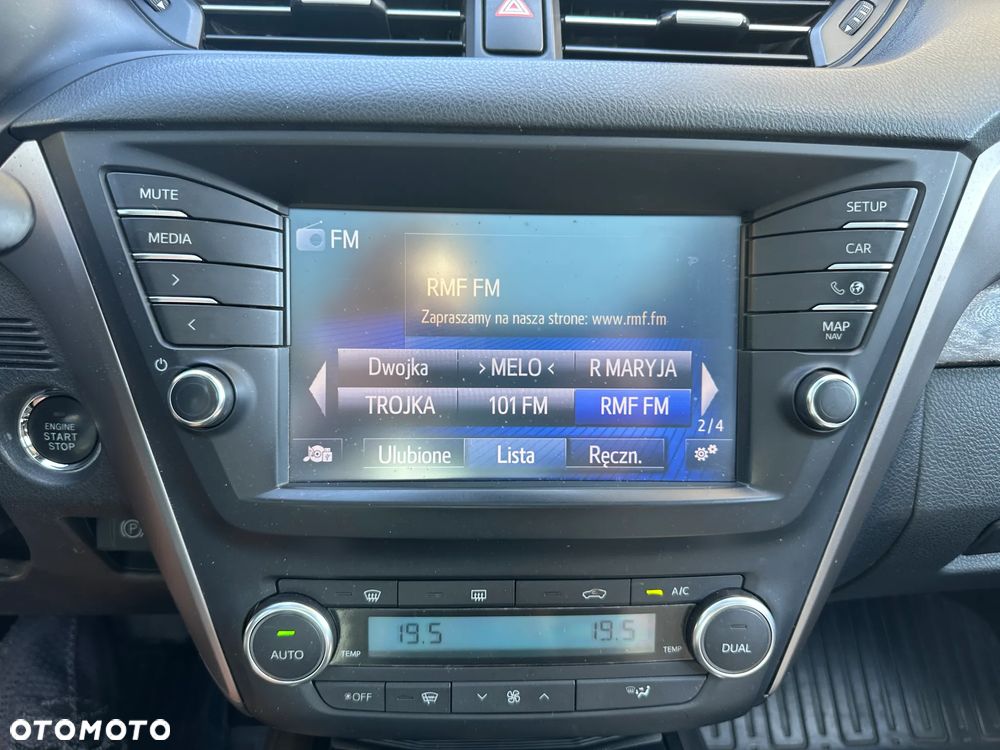 MUTE
MEDIA
>
<
SETUP
CAR
MAP
NAV
FM
RMF FM
Zapraszamy na nasza strone: www.rmf.fm
Dwojka
> MELO <
R MARYJA
TROJKA
101 FM
RMF FM
2/4
Ulubione
Lista
Ręczn.
ENGINE
START
STOP
A/C
AUTO
TEMP
19.5
19.5
TEMP
DUAL
OFF
OTOMOTO